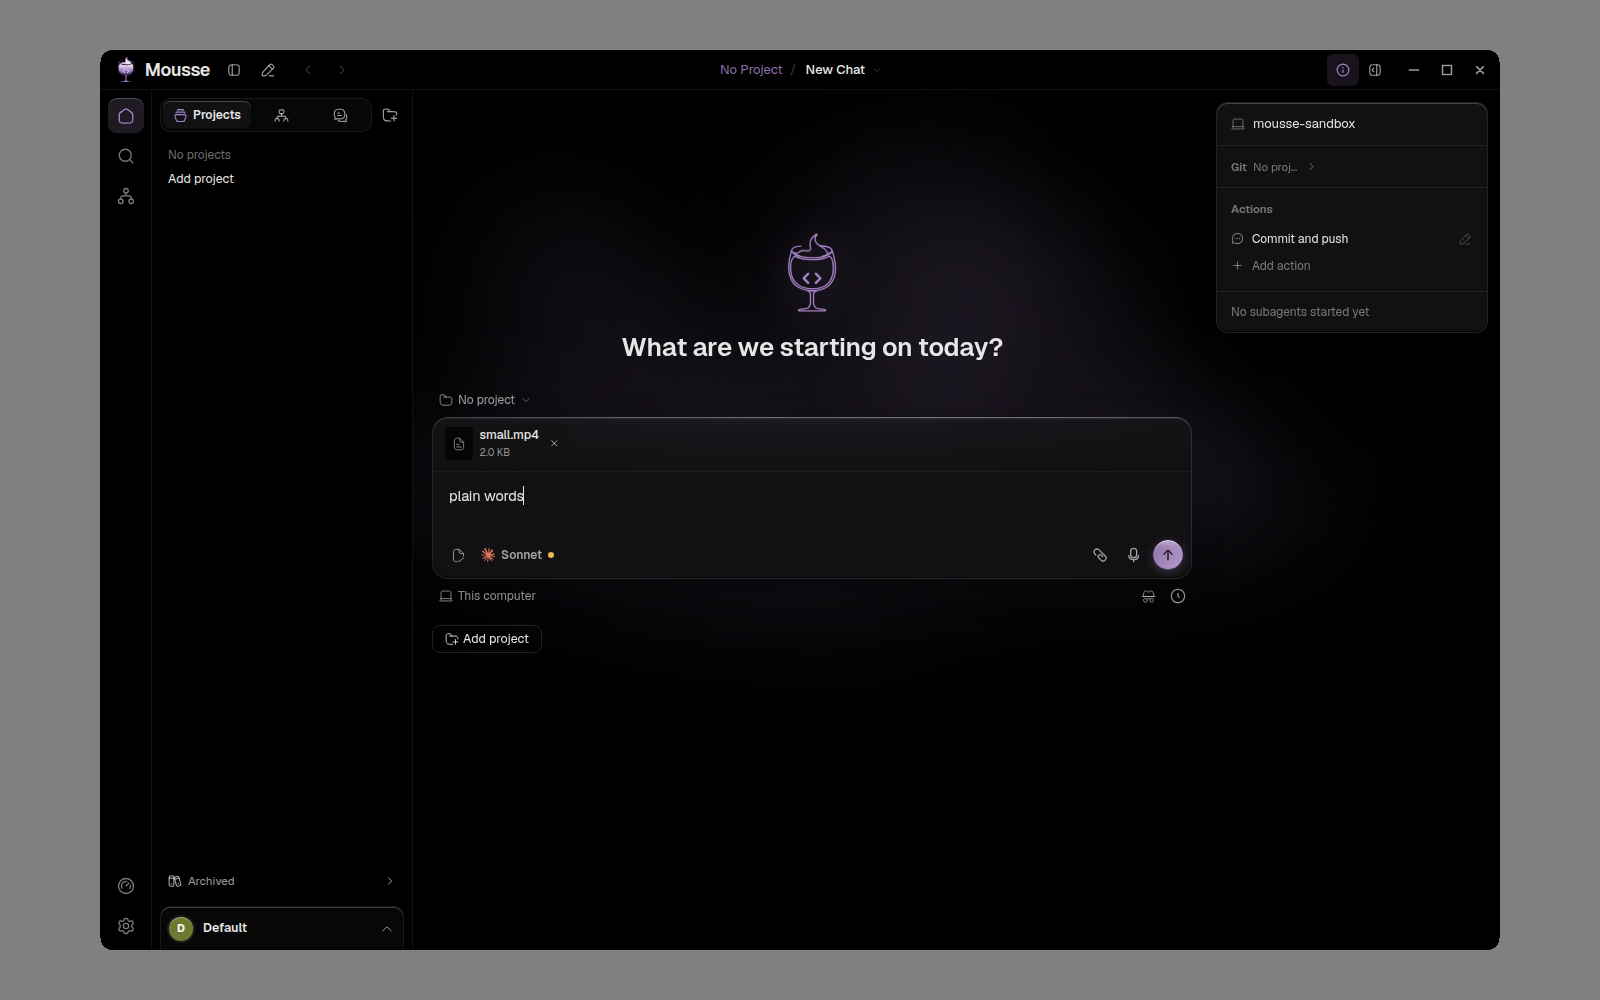 Mousse
No Project / New Chat
Projects
No projects
Add project
mousse-sandbox
Git No proj...
Actions
Commit and push
Add action
No subagents started yet
What are we starting on today?
No project
small.mp4
2.0 KB
plain words
Sonnet
This computer
Add project
Archived
D Default